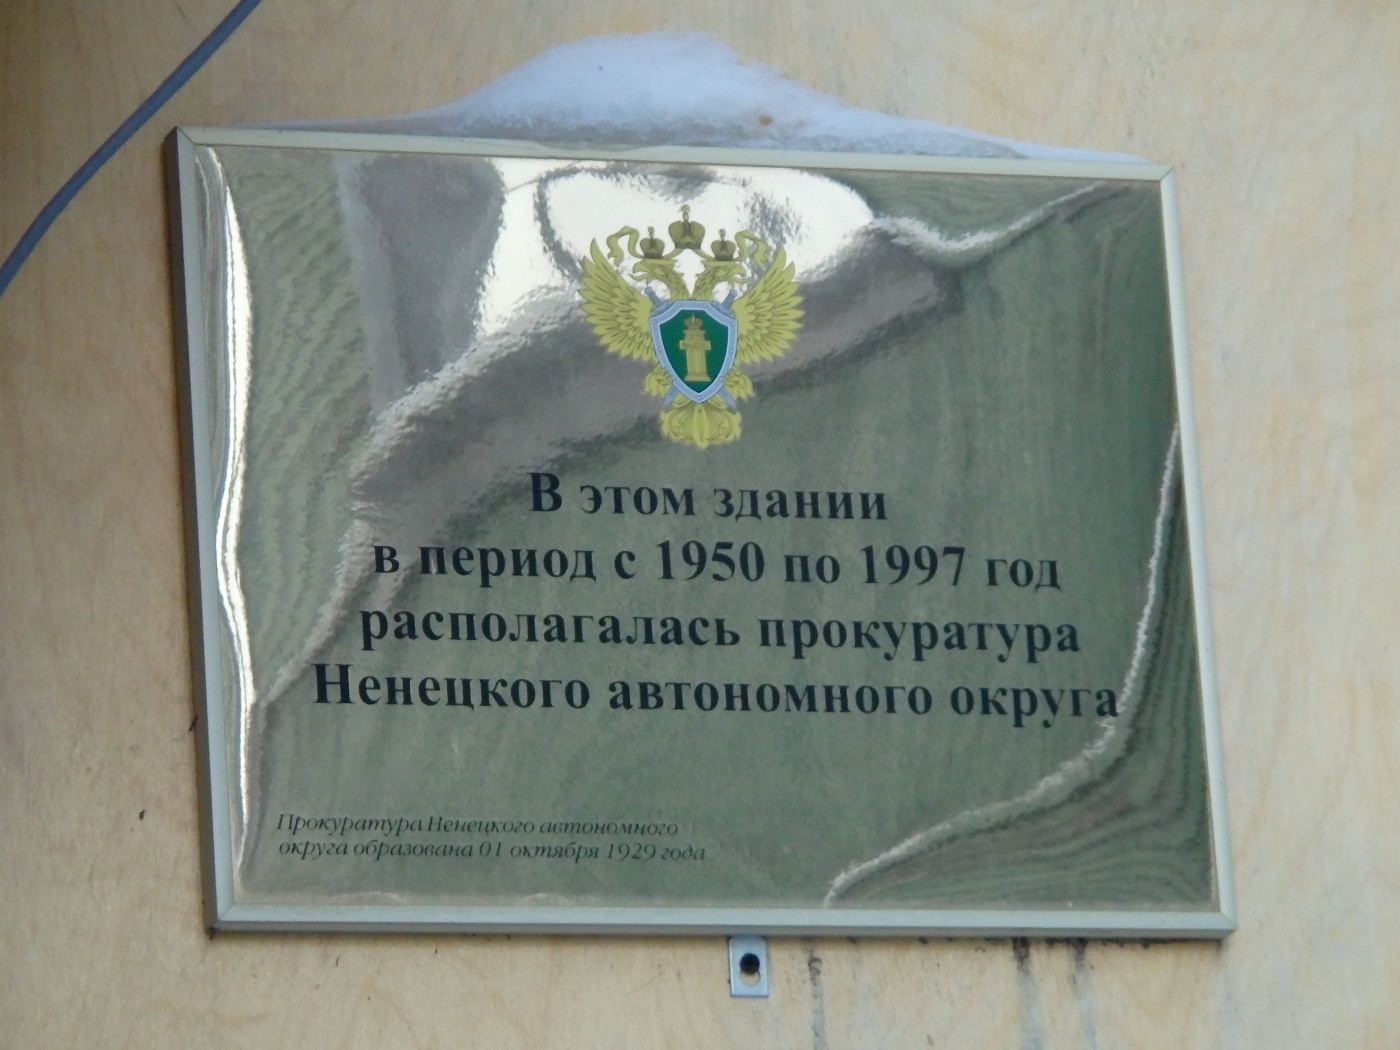 В этом здании
в период с 1950 по 1997 год
располагалась прокуратура
Ненецкого автономного округа
Прокуратура Ненецкого автономного
округа образована 01 октября 1929 года